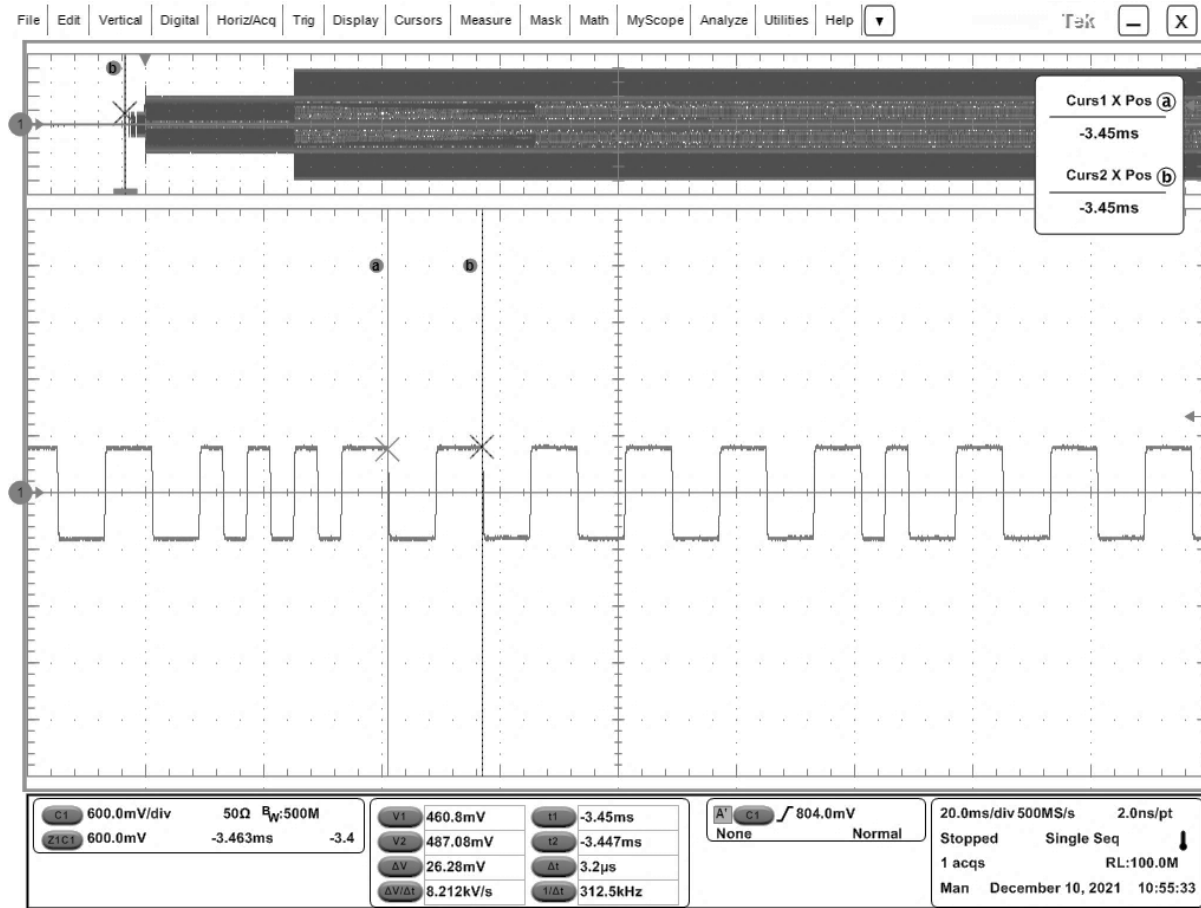 File Edit Vertical Digital Horiz/Acq Trig Display Cursors Measure Mask Math MyScope Analyze Utilities Help Tek X
b
1
Curs1 X Pos a
-3.45ms
Curs2 X Pos b
-3.45ms
a b
1
C1 600.0mV/div 50Ω BW:500M
Z1C1 600.0mV -3.463ms -3.4
V1 460.8mV
V2 487.08mV
ΔV 26.28mV
ΔV/Δt 8.212kV/s
t1 -3.45ms
t2 -3.447ms
Δt 3.2µs
1/Δt 312.5kHz
A' C1 804.0mV
None Normal
20.0ms/div 500MS/s 2.0ns/pt
Stopped Single Seq
1 acqs RL:100.0M
Man December 10, 2021 10:55:33